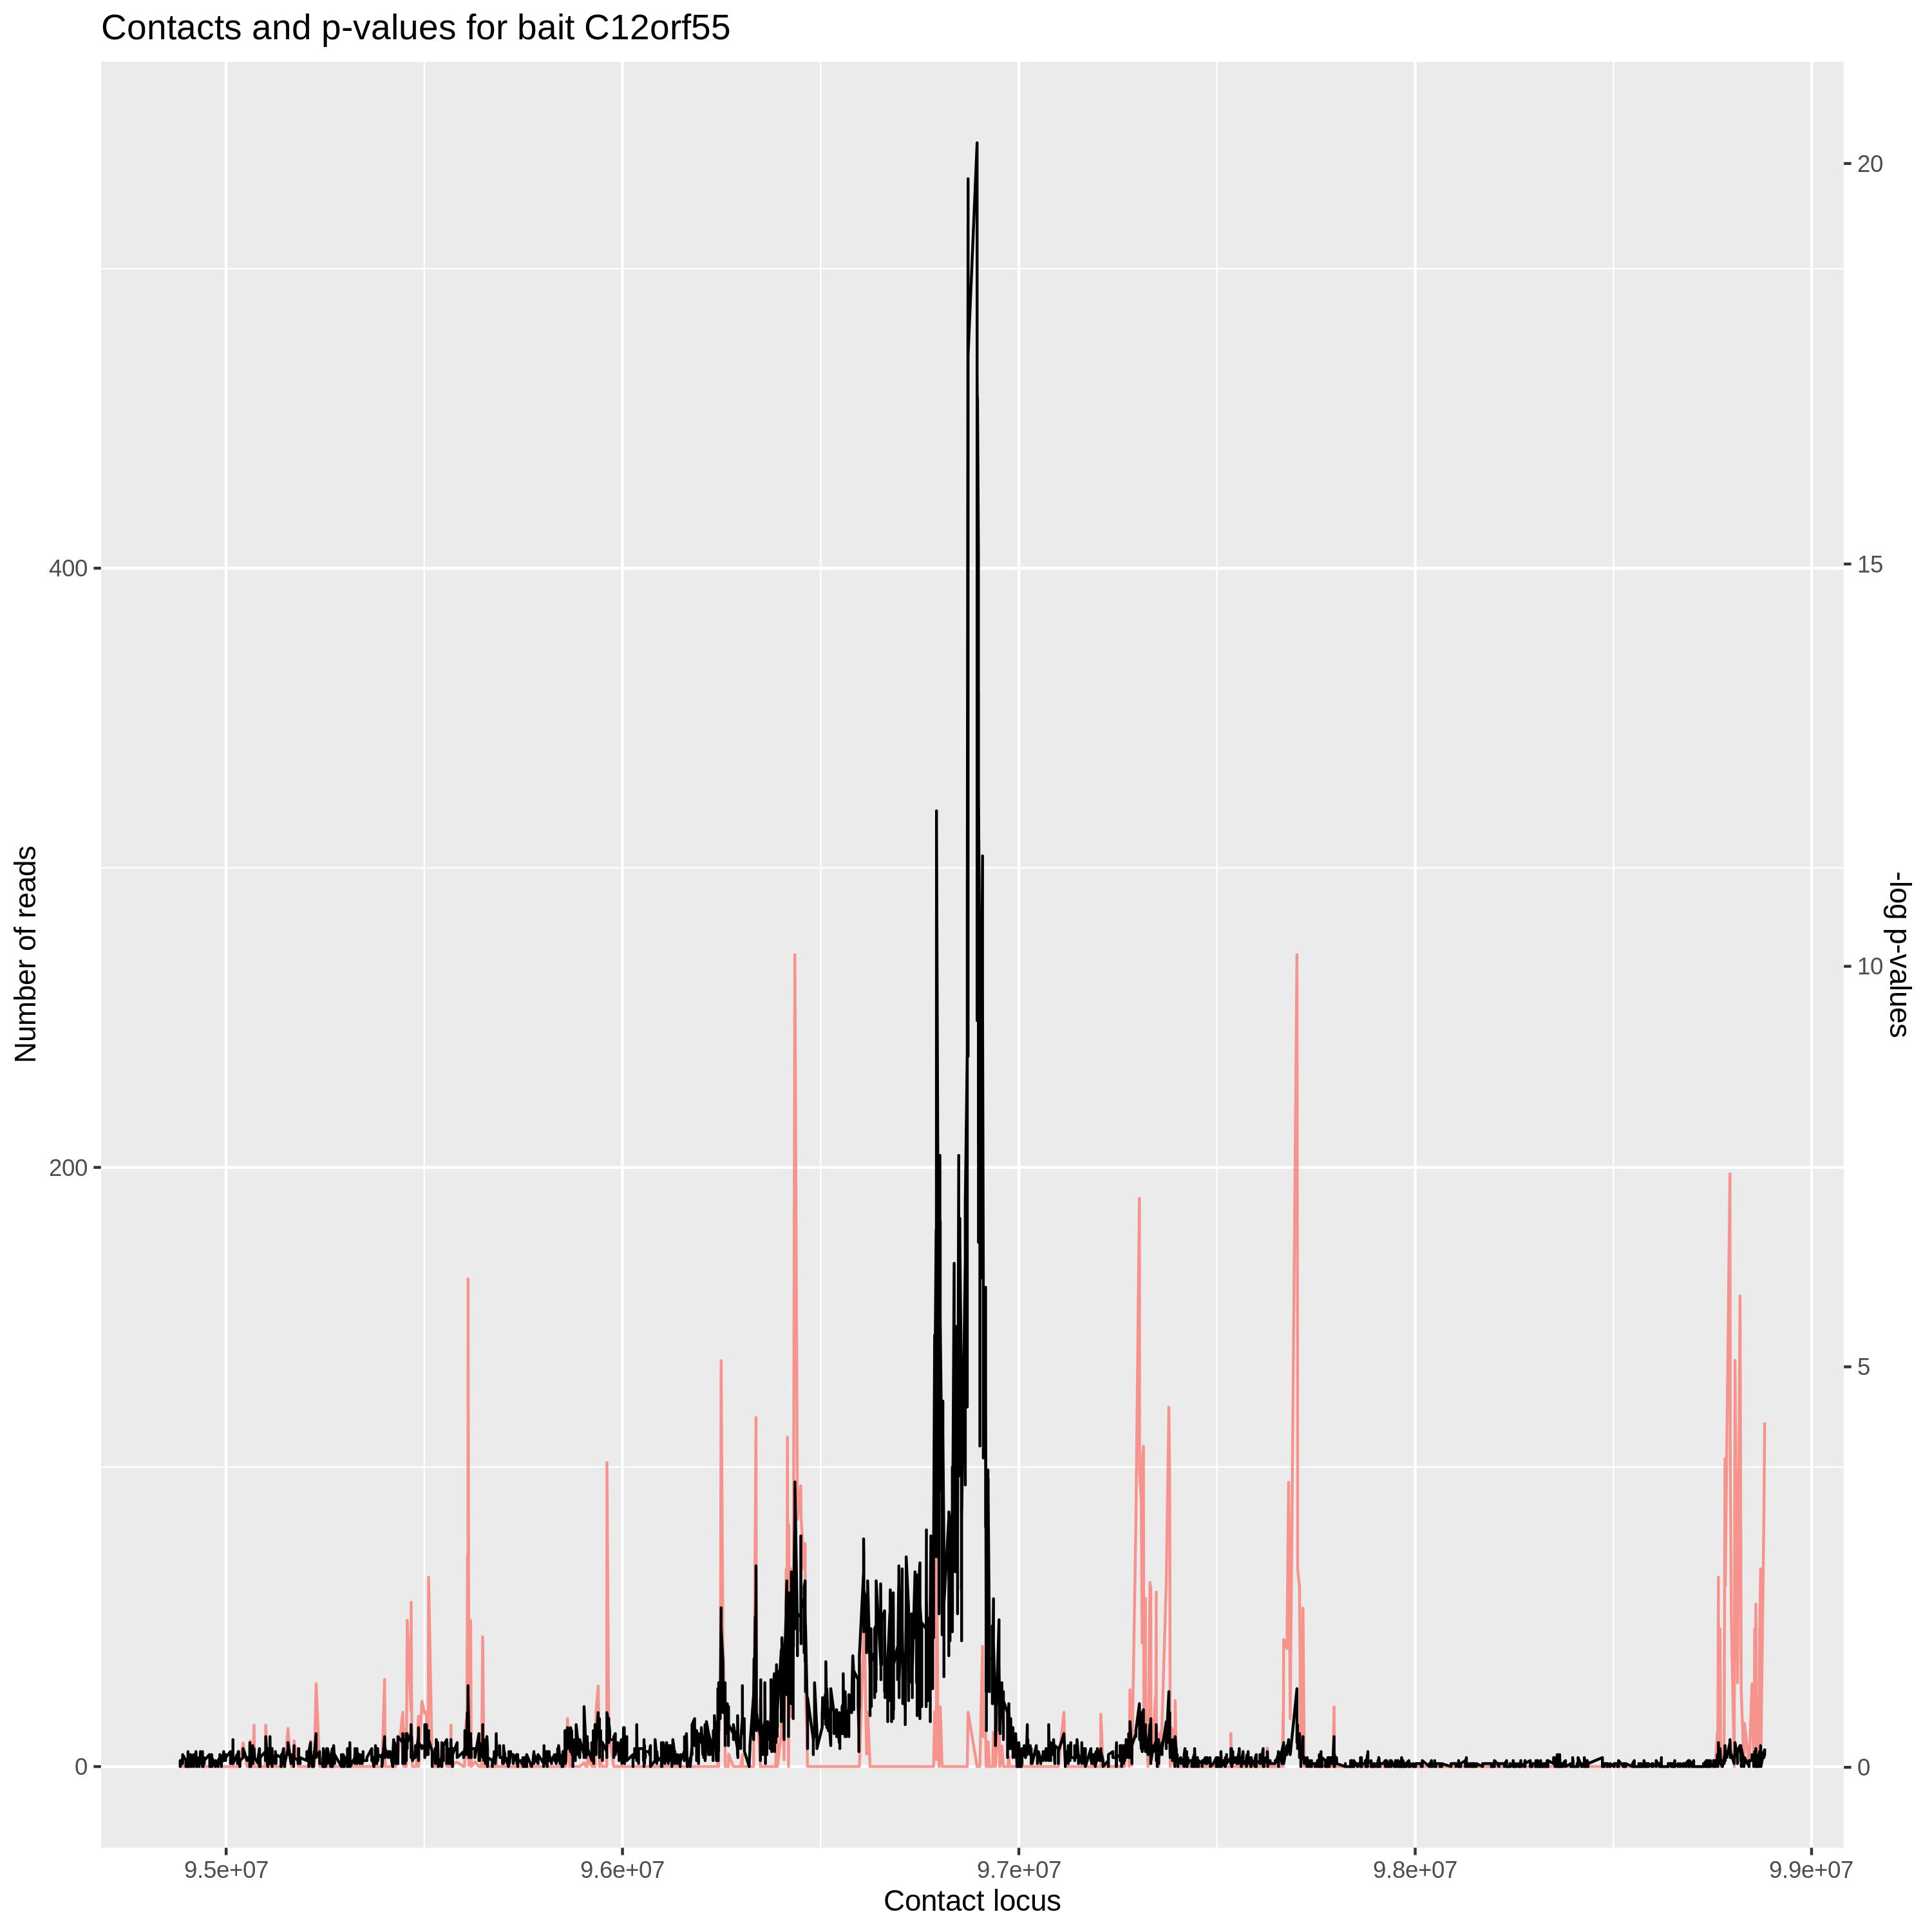 Contacts and p-values for bait C12orf55
Number of reads
400
200
0
20
15
10
5
0
-log p-values
9.5e+07
9.6e+07
9.7e+07
9.8e+07
9.9e+07
Contact locus